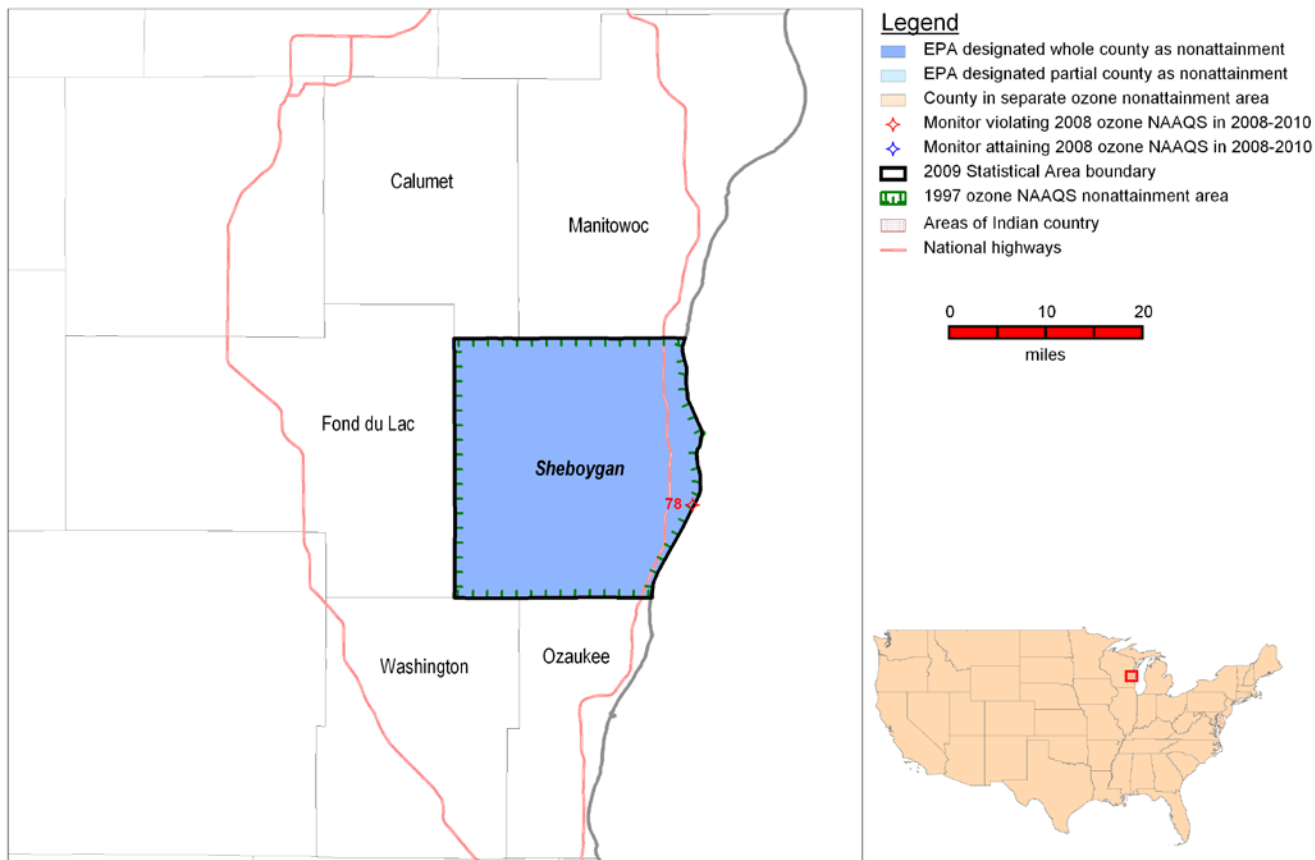 Legend
EPA designated whole county as nonattainment
EPA designated partial county as nonattainment
County in separate ozone nonattainment area
Monitor violating 2008 ozone NAAQS in 2008-2010
Monitor attaining 2008 ozone NAAQS in 2008-2010
2009 Statistical Area boundary
1997 ozone NAAQS nonattainment area
Areas of Indian country
National highways
0 10 20
miles
Calumet
Manitowoc
Fond du Lac
Sheboygan
78
Washington
Ozaukee